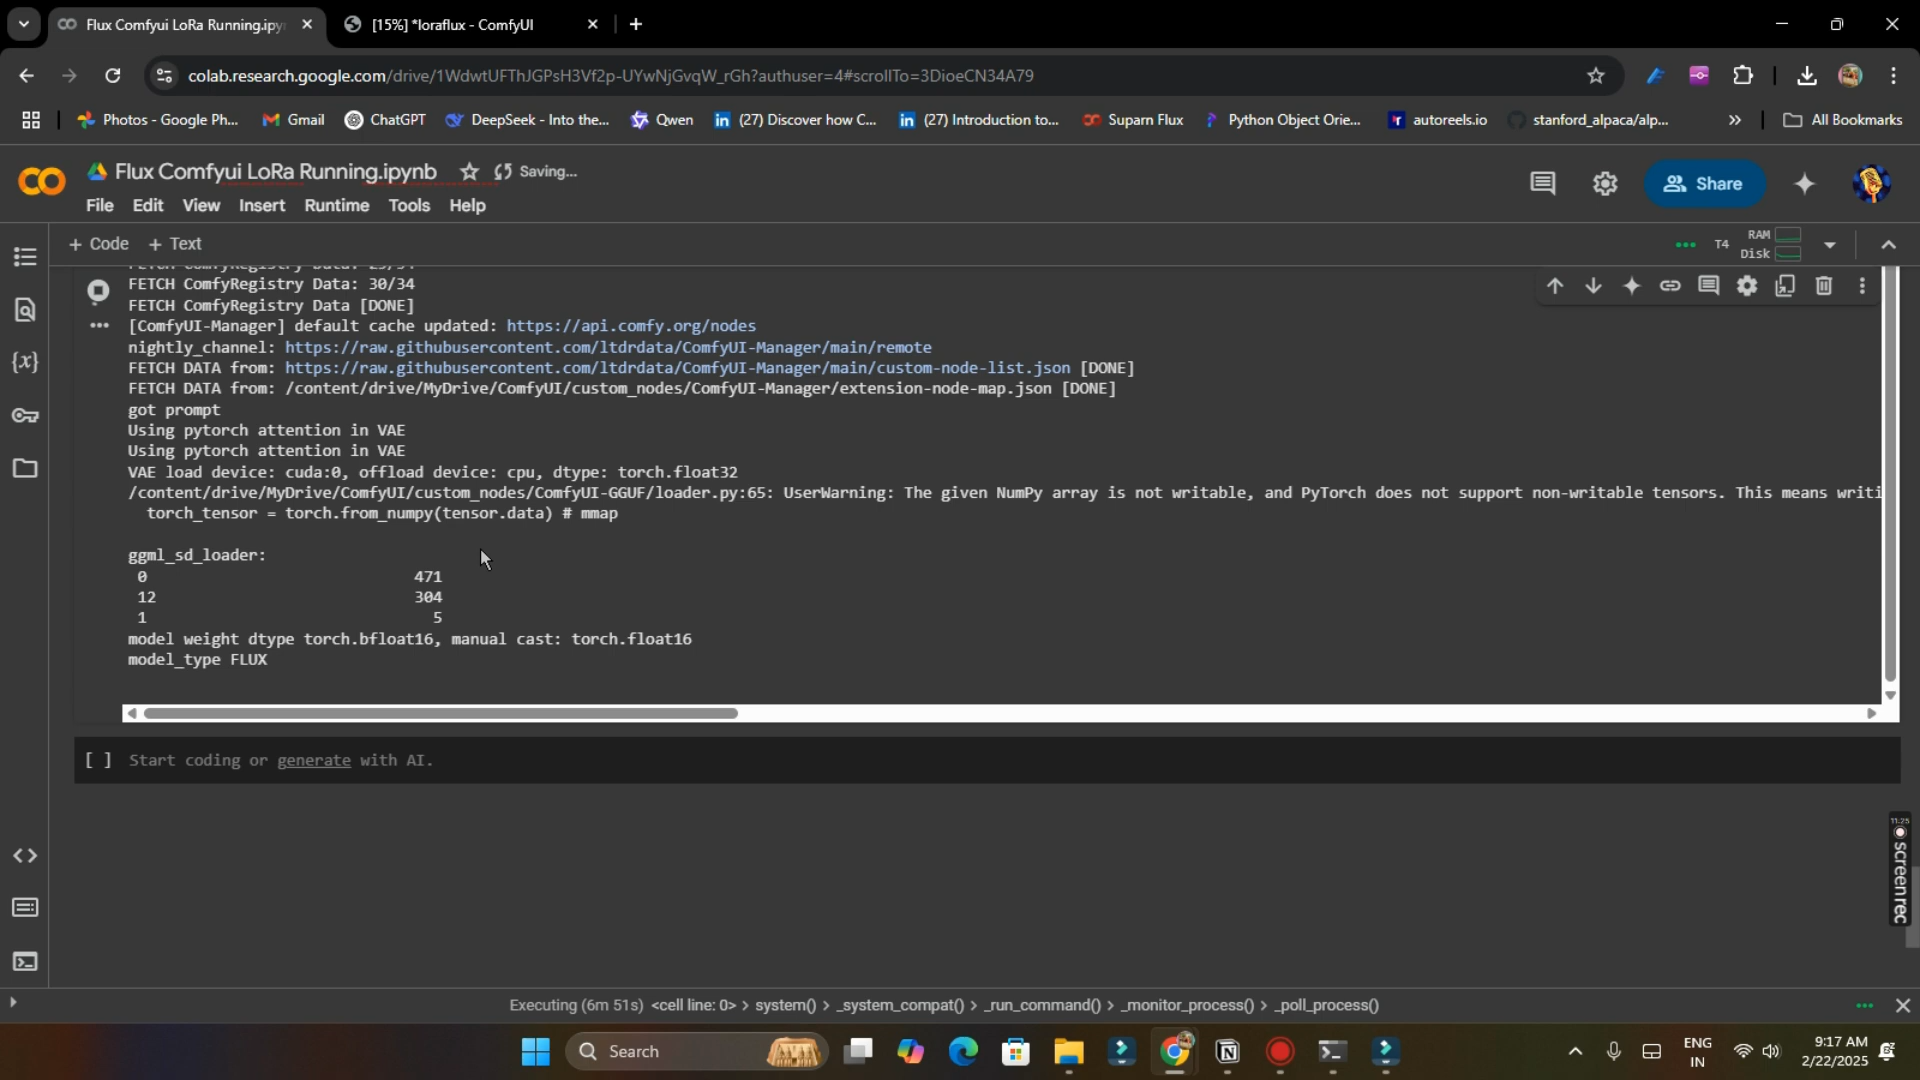 Flux Comfyui LoRa Running.ipy
[15%] *loraflux - ComfyUI
colab.research.google.com/drive/1WdwtUFThJGPsH3Vf2p-UYwNjGvqW_rGh?authuser=4#scrollTo=3DioeCN34A79
Photos - Google Ph...
Gmail
ChatGPT
DeepSeek - Into the...
Qwen
(27) Discover how C...
(27) Introduction to...
Suparn Flux
Python Object Orie...
autoreels.io
stanford_alpaca/alp...
All Bookmarks
Flux Comfyui LoRa Running.ipynb
Saving...
Share
File Edit View Insert Runtime Tools Help
+ Code + Text
T4
RAM
Disk
FETCH ComfyRegistry Data: 30/34
FETCH ComfyRegistry Data [DONE]
[ComfyUI-Manager] default cache updated: https://api.comfy.org/nodes
nightly_channel: https://raw.githubusercontent.com/ltdrdata/ComfyUI-Manager/main/remote
FETCH DATA from: https://raw.githubusercontent.com/ltdrdata/ComfyUI-Manager/main/custom-node-list.json [DONE]
FETCH DATA from: /content/drive/MyDrive/ComfyUI/custom_nodes/ComfyUI-Manager/extension-node-map.json [DONE]
got prompt
Using pytorch attention in VAE
Using pytorch attention in VAE
VAE load device: cuda:0, offload device: cpu, dtype: torch.float32
/content/drive/MyDrive/ComfyUI/custom_nodes/ComfyUI-GGUF/loader.py:65: UserWarning: The given NumPy array is not writable, and PyTorch does not support non-writable tensors. This means writi
torch_tensor = torch.from_numpy(tensor.data) # mmap
ggml_sd_loader:
0 471
12 304
1 5
model weight dtype torch.bfloat16, manual cast: torch.float16
model_type FLUX
[ ] Start coding or generate with AI.
11:25
screenrec
Executing (6m 51s) <cell line: 0> > system() > _system_compat() > _run_command() > _monitor_process() > _poll_process()
Search
ENG
IN
9:17 AM
2/22/2025